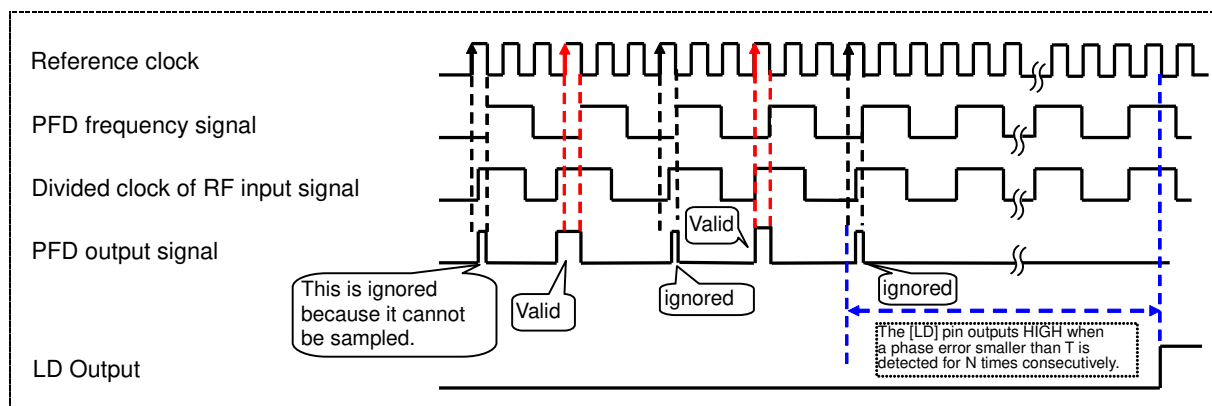 Reference clock
PFD frequency signal
Divided clock of RF input signal
PFD output signal
This is ignored
because it cannot
be sampled.
Valid
ignored
Valid
ignored
The [LD] pin outputs HIGH when
a phase error smaller than T is
detected for N times consecutively.
LD Output